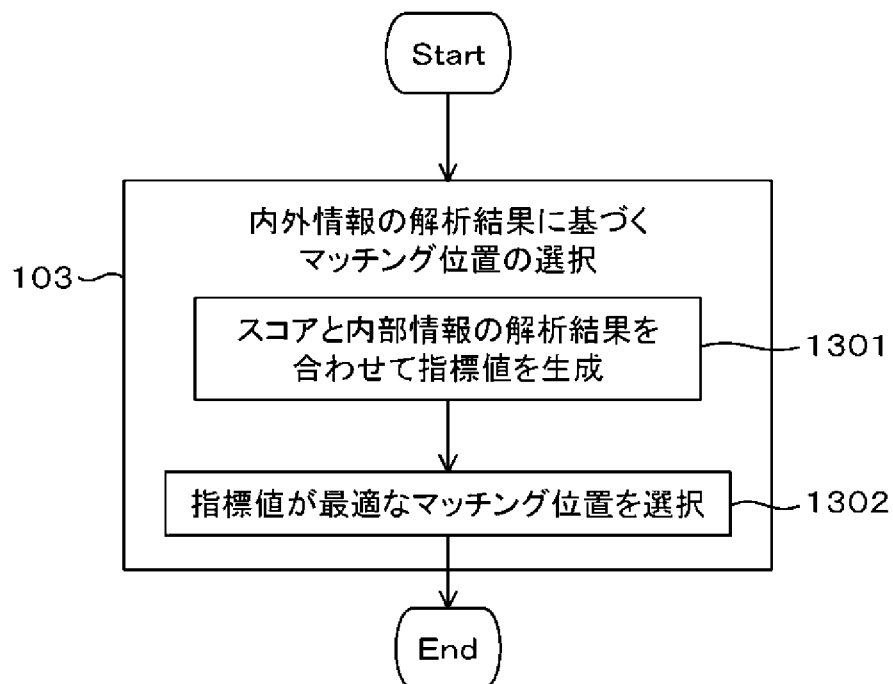 Start
内外情報の解析結果に基づく
マッチング位置の選択
103
スコアと内部情報の解析結果を
合わせて指標値を生成
1301
指標値が最適なマッチング位置を選択
1302
End